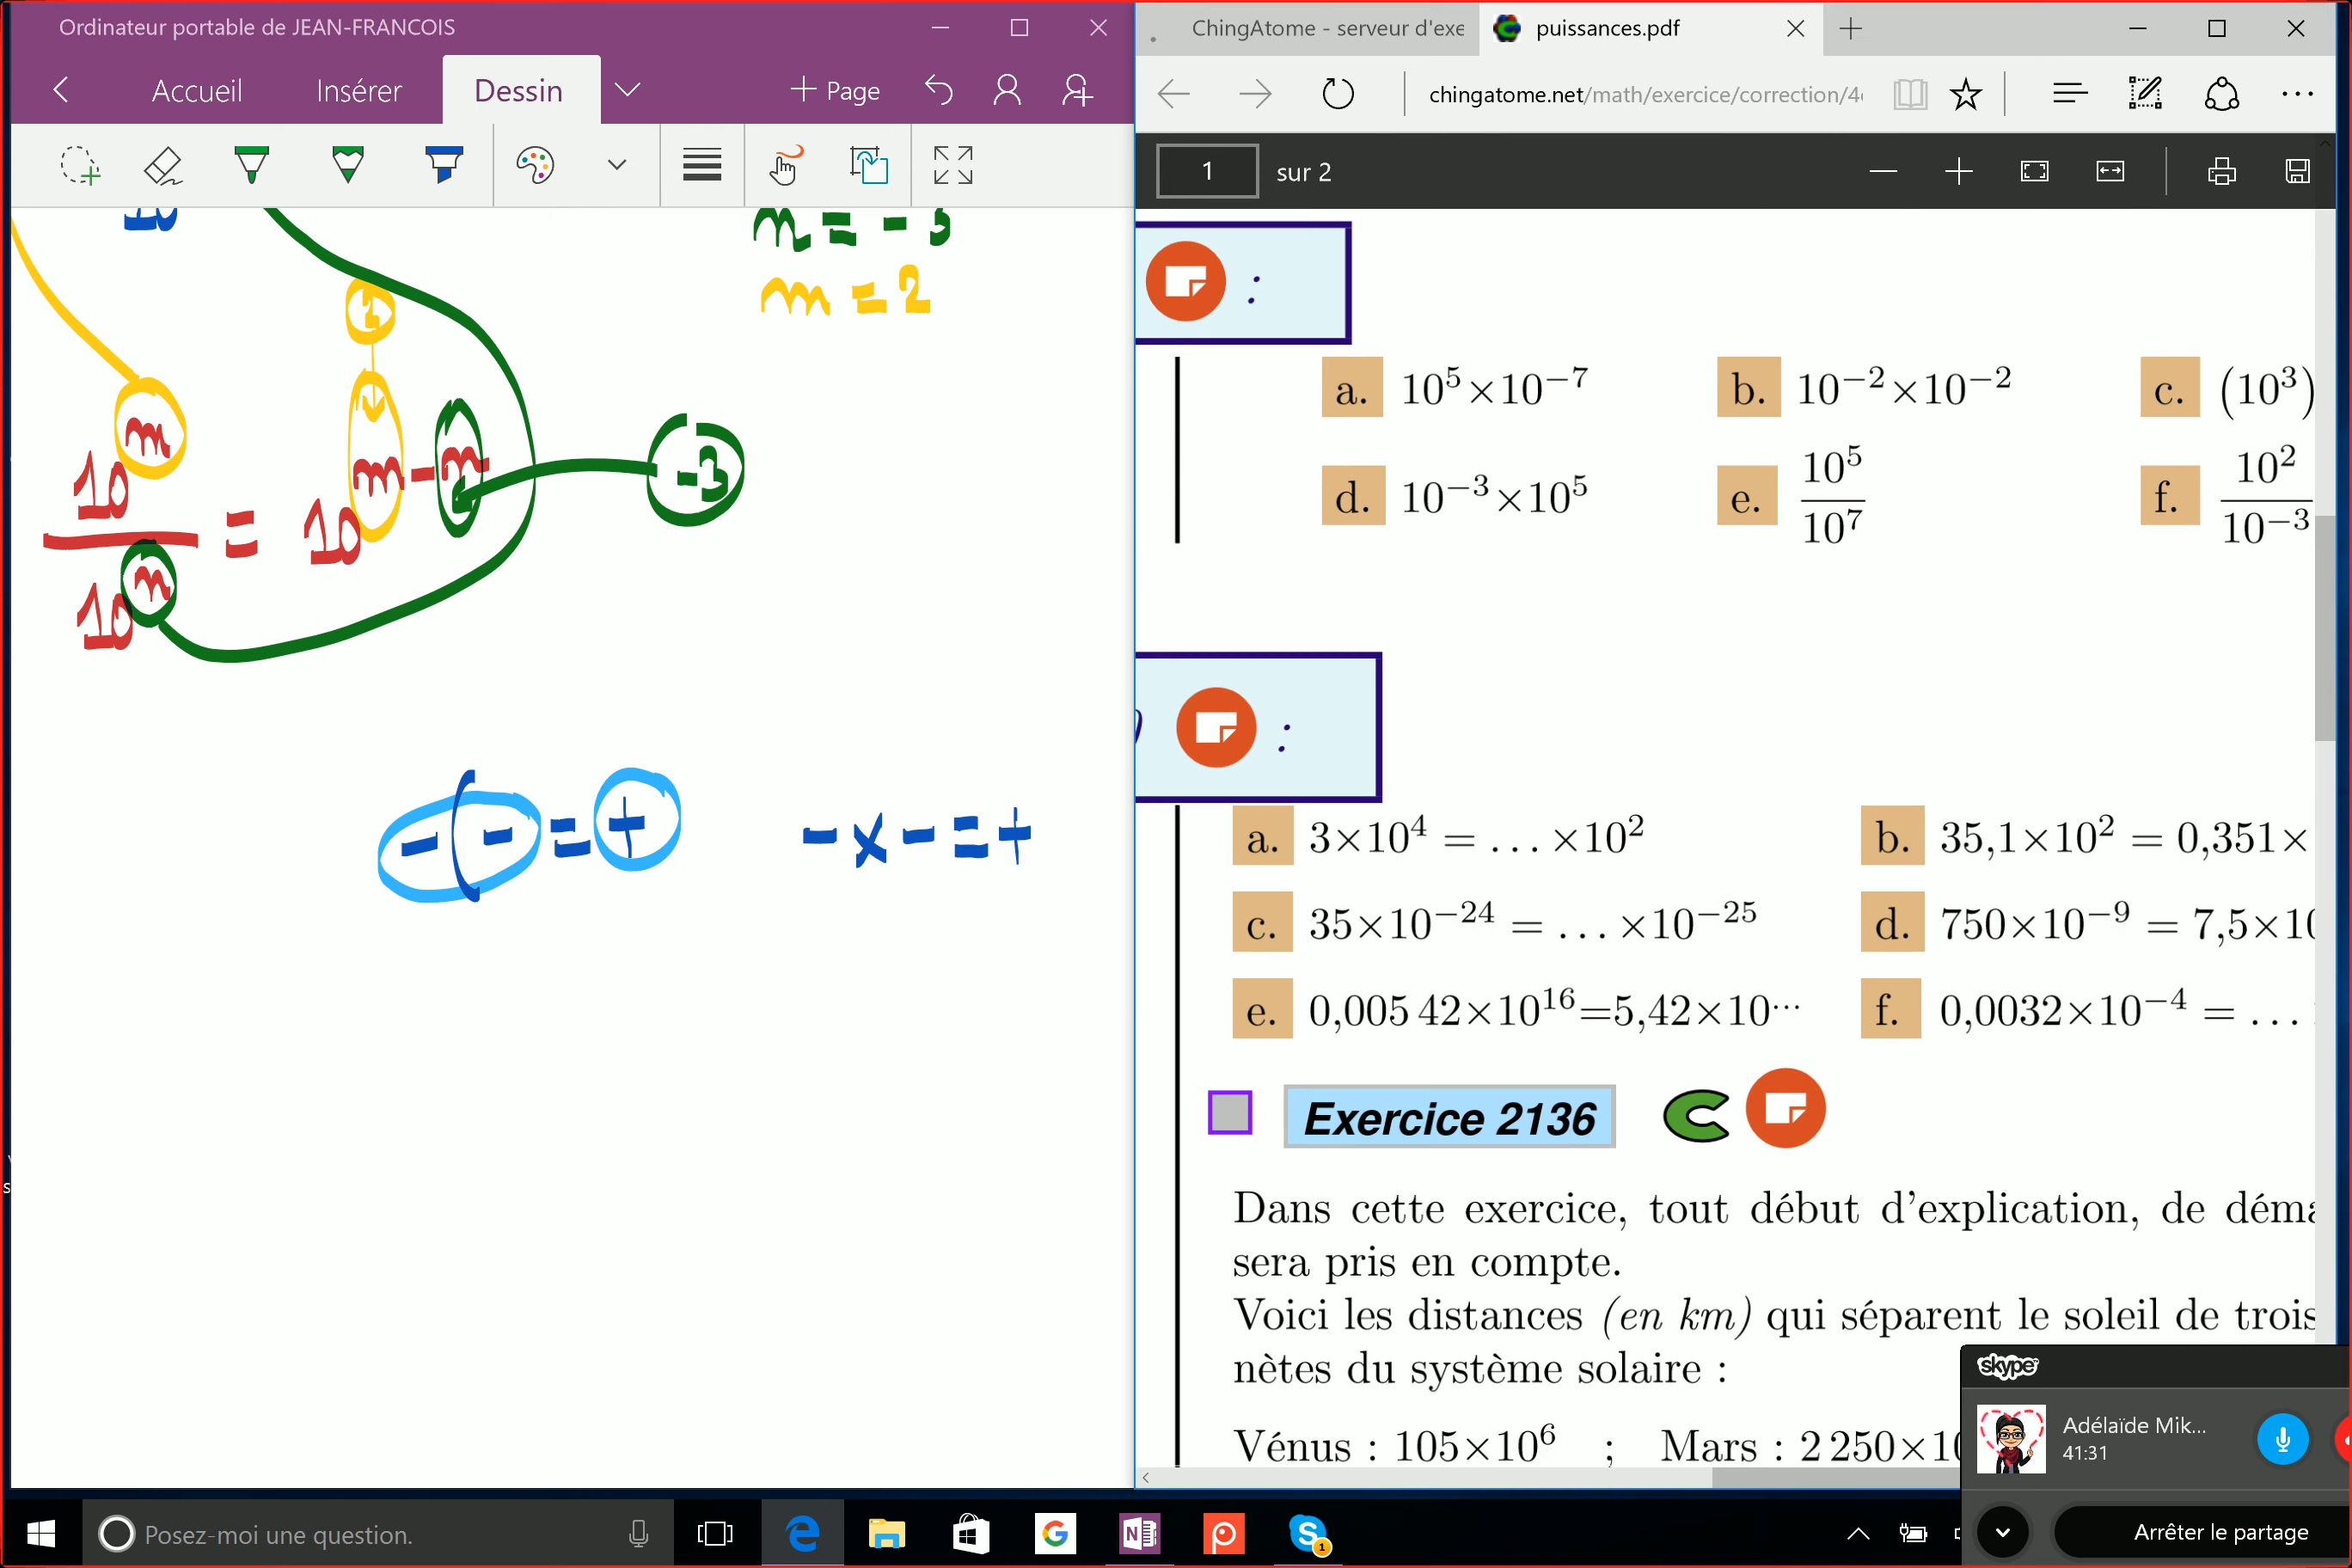 Ordinateur portable de JEAN-FRANCOIS
Accueil Insérer Dessin + Page
m = 2
2
10^m / 10^n = 10^m-n
-3
-(- = + - x - = +
ChingAtome - serveur d'exe puissances.pdf
chingatome.net/math/exercice/correction/4
1 sur 2
:
a. 10^5×10^−7 b. 10^−2×10^−2 c. (10^3)
d. 10^−3×10^5 e. 10^5/10^7 f. 10^2/10^−3
:
a. 3×10^4 = ... ×10^2 b. 35,1×10^2 = 0,351×
c. 35×10^−24 = ... ×10^−25 d. 750×10^−9 = 7,5×10
e. 0,005 42×10^16=5,42×10^... f. 0,0032×10^−4 = ...
Exercice 2136
Dans cette exercice, tout début d'explication, de déma
sera pris en compte.
Voici les distances (en km) qui séparent le soleil de trois
nètes du système solaire :
Vénus : 105×10^6 ; Mars : 2 250×10
skype
Adélaïde Mik...
41:31
Arrêter le partage
Posez-moi une question.